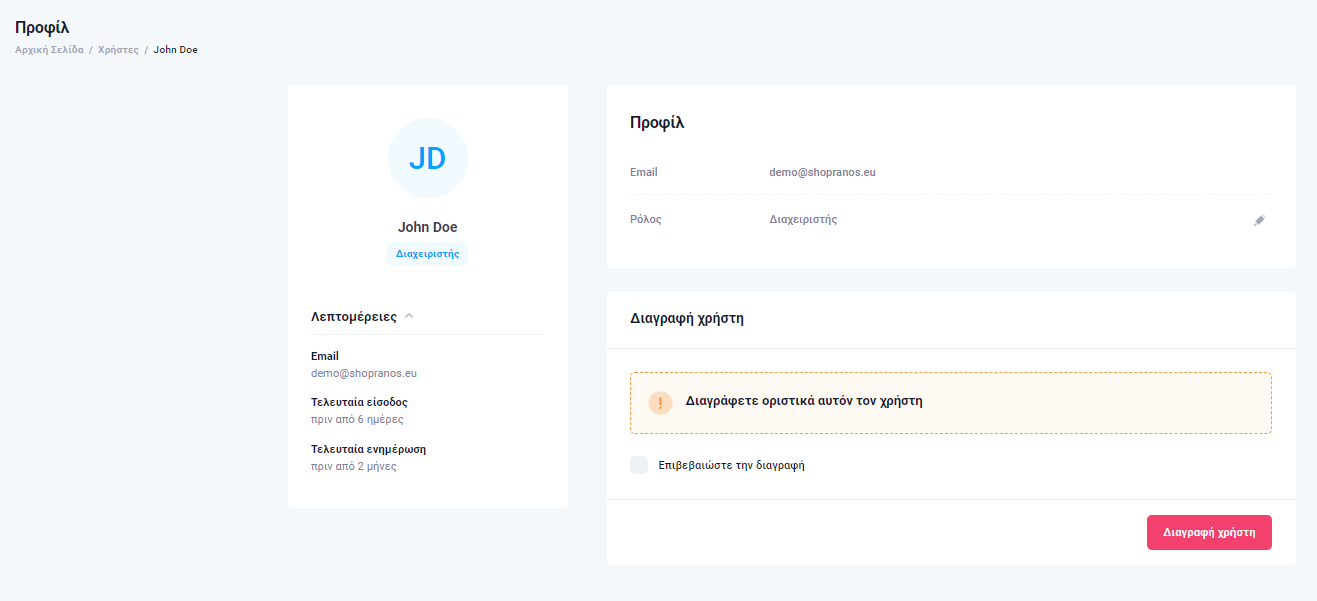 Προφίλ
Αρχική Σελίδα / Χρήστες / John Doe
JD
John Doe
Διαχειριστής
Λεπτομέρειες
Email
demo@shopranos.eu
Τελευταία είσοδος
πριν από 6 ημέρες
Τελευταία ενημέρωση
πριν από 2 μήνες
Προφίλ
Email demo@shopranos.eu
Ρόλος Διαχειριστής
Διαγραφή χρήστη
! Διαγράφετε οριστικά αυτόν τον χρήστη
Επιβεβαιώστε την διαγραφή
Διαγραφή χρήστη